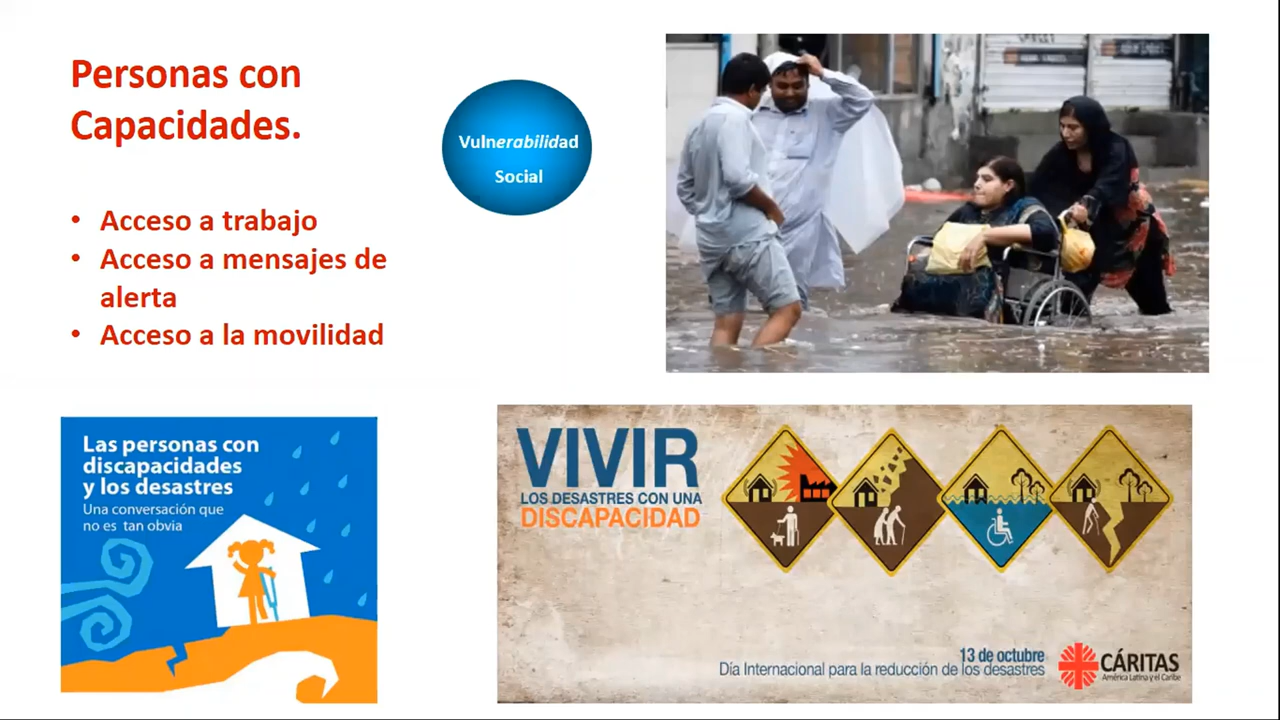 Personas con
Capacidades.
Vulnerabilidad
Social
• Acceso a trabajo
• Acceso a mensajes de
alerta
• Acceso a la movilidad
Las personas con
discapacidades
y los desastres
Una conversación que
no es tan obvia
VIVIR
LOS DESASTRES CON UNA
DISCAPACIDAD
13 de octubre
Día Internacional para la reducción de los desastres
CÁRITAS
América Latina y el Caribe